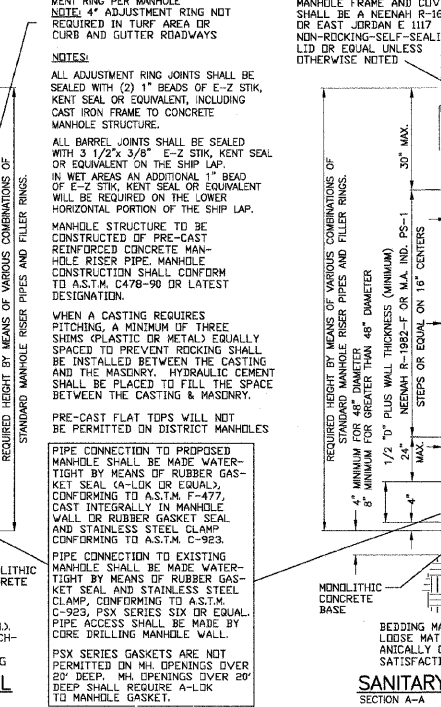 MENT RING PER MANHOLE
NOTE: 4" ADJUSTMENT RING NOT
REQUIRED IN TURF AREA OR
CURB AND GUTTER ROADWAYS
NOTES:
ALL ADJUSTMENT RING JOINTS SHALL BE
SEALED WITH (2) 1" BEADS OF E-Z STIK,
KENT SEAL OR EQUIVALENT, INCLUDING
CAST IRON FRAME TO CONCRETE
MANHOLE STRUCTURE.
ALL BARREL JOINTS SHALL BE SEALED
WITH 3 1/2"x 3/8" E-Z STIK, KENT SEAL
OR EQUIVALENT ON THE SHIP LAP.
IN WET AREAS AN ADDITIONAL 1" BEAD
OF E-Z STIK, KENT SEAL OR EQUIVALENT
WILL BE REQUIRED ON THE LOWER
HORIZONTAL PORTION OF THE SHIP LAP.
MANHOLE STRUCTURE TO BE
CONSTRUCTED OF PRE-CAST
REINFORCED CONCRETE MAN-
HOLE RISER PIPE. MANHOLE
CONSTRUCTION SHALL CONFORM
TO A.S.T.M. C478-90 OR LATEST
DESIGNATION.
WHEN A CASTING REQUIRES
PITCHING, A MINIMUM OF THREE
SHIMS (PLASTIC OR METAL) EQUALLY
SPACED TO PREVENT ROCKING SHALL
BE INSTALLED BETWEEN THE CASTING
AND THE MASONRY. HYDRAULIC CEMENT
SHALL BE PLACED TO FILL THE SPACE
BETWEEN THE CASTING & MASONRY.
PRE-CAST FLAT TOPS WILL NOT
BE PERMITTED ON DISTRICT MANHOLES
PIPE CONNECTION TO PROPOSED
MANHOLE SHALL BE MADE WATER-
TIGHT BY MEANS OF RUBBER GAS-
KET SEAL (A-LOK OR EQUAL),
CONFORMING TO A.S.T.M. F-477,
CAST INTEGRALLY IN MANHOLE
WALL OR RUBBER GASKET SEAL
AND STAINLESS STEEL CLAMP
CONFORMING TO A.S.T.M. C-923.
PIPE CONNECTION TO EXISTING
MANHOLE SHALL BE MADE WATER-
TIGHT BY MEANS OF RUBBER GAS-
KET SEAL AND STAINLESS STEEL
CLAMP, CONFORMING TO A.S.T.M.
C-923, PSX SERIES SIX OR EQUAL.
PIPE ACCESS SHALL BE MADE BY
CORE DRILLING MANHOLE WALL.
PSX SERIES GASKETS ARE NOT
PERMITTED ON MH. OPENINGS OVER
20' DEEP. MH. OPENINGS OVER 20'
DEEP SHALL REQUIRE A-LOK
TO MANHOLE GASKET.
REQUIRED HEIGHT BY MEANS OF VARIOUS COMBINATIONS OF
STANDARD MANHOLE RISER PIPES AND FILLER RINGS.
LITHIC
RETE
).
CH-
G
L
MANHOLE FRAME AND COV
SHALL BE A NEENAH R-16
OR EAST JORDAN E 1117
NON-ROCKING-SELF-SEALI
LID OR EQUAL UNLESS
OTHERWISE NOTED
REQUIRED HEIGHT BY MEANS OF VARIOUS COMBINATIONS OF
STANDARD MANHOLE RISER PIPES AND FILLER RINGS.
4" MINIMUM FOR 48" DIAMETER
8" MINIMUM FOR GREATER THAN 48" DIAMETER
1/2 "D" PLUS WALL THICKNESS (MINIMUM)
30" MAX.
24" NEENAH R-1982-F OR M.A. IND. PS-1
MAX. STEPS OR EQUAL ON 16" CENTERS
4"
MONOLITHIC
CONCRETE
BASE
BEDDING MA
LOOSE MAT
ANICALLY C
SATISFACTI
SANITARY
SECTION A-A